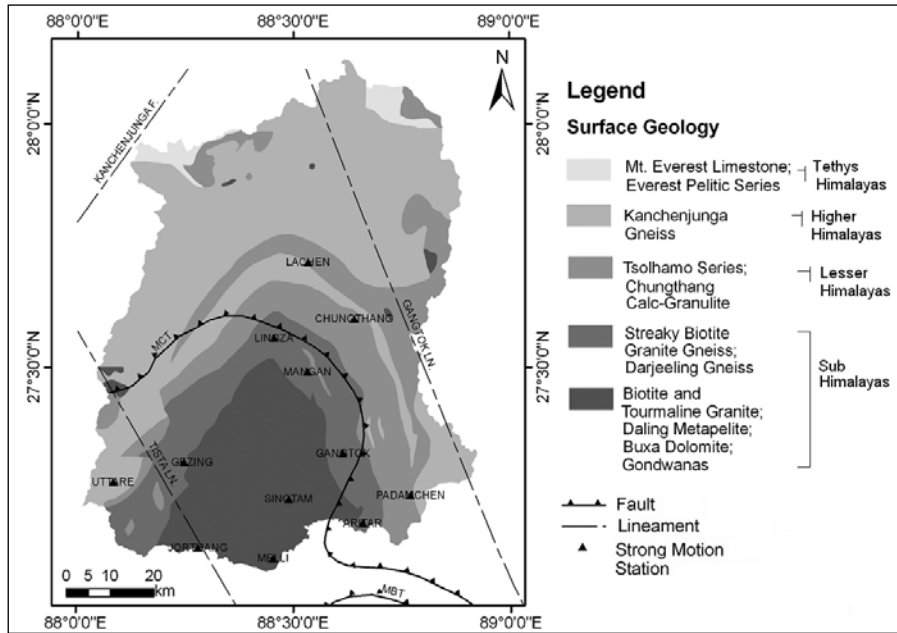 88°0'0"E
88°30'0"E
89°0'0"E
28°0'0"N
27°30'0"N
N
KANCHENJUNGA F.
LACHEN
CHUNGTHANG
GANGTOK LN.
MCT
LINGZA
MANGAN
TISTA LN.
GEZING
GANGTOK
UTTARE
SINGTAM
PADAMCHEN
ARITAR
JORTHANG
MELLI
MBT
0 5 10 20
km
28°0'0"N
27°30'0"N
88°0'0"E
88°30'0"E
89°0'0"E
Legend
Surface Geology
Mt. Everest Limestone;
Everest Pelitic Series
Tethys
Himalayas
Kanchenjunga
Gneiss
Higher
Himalayas
Tsolhamo Series;
Chungthang
Calc-Granulite
Lesser
Himalayas
Streaky Biotite
Granite Gneiss;
Darjeeling Gneiss
Biotite and
Tourmaline Granite;
Daling Metapelite;
Buxa Dolomite;
Gondwanas
Sub
Himalayas
Fault
Lineament
Strong Motion
Station